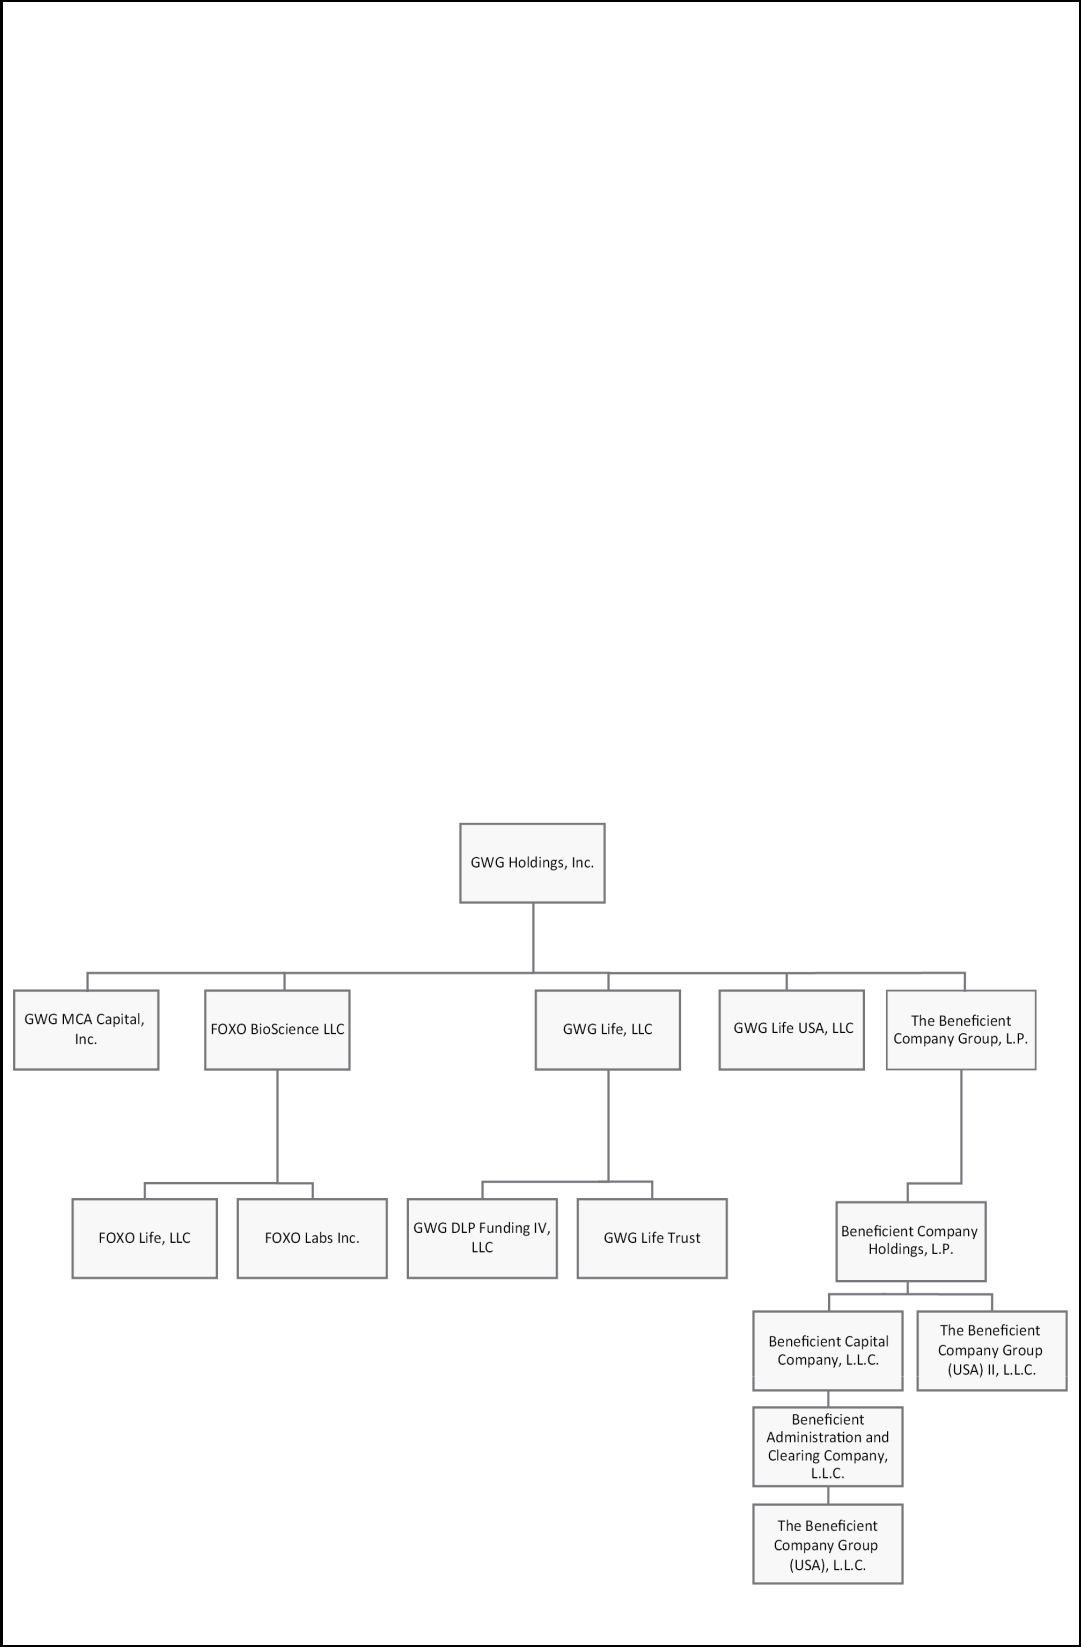 GWG Holdings, Inc.
GWG MCA Capital,
Inc.
FOXO BioScience LLC
GWG Life, LLC
GWG Life USA, LLC
The Beneficient
Company Group, L.P.
FOXO Life, LLC
FOXO Labs Inc.
GWG DLP Funding IV,
LLC
GWG Life Trust
Beneficient Company
Holdings, L.P.
Beneficient Capital
Company, L.L.C.
The Beneficient
Company Group
(USA) II, L.L.C.
Beneficient
Administration and
Clearing Company,
L.L.C.
The Beneficient
Company Group
(USA), L.L.C.